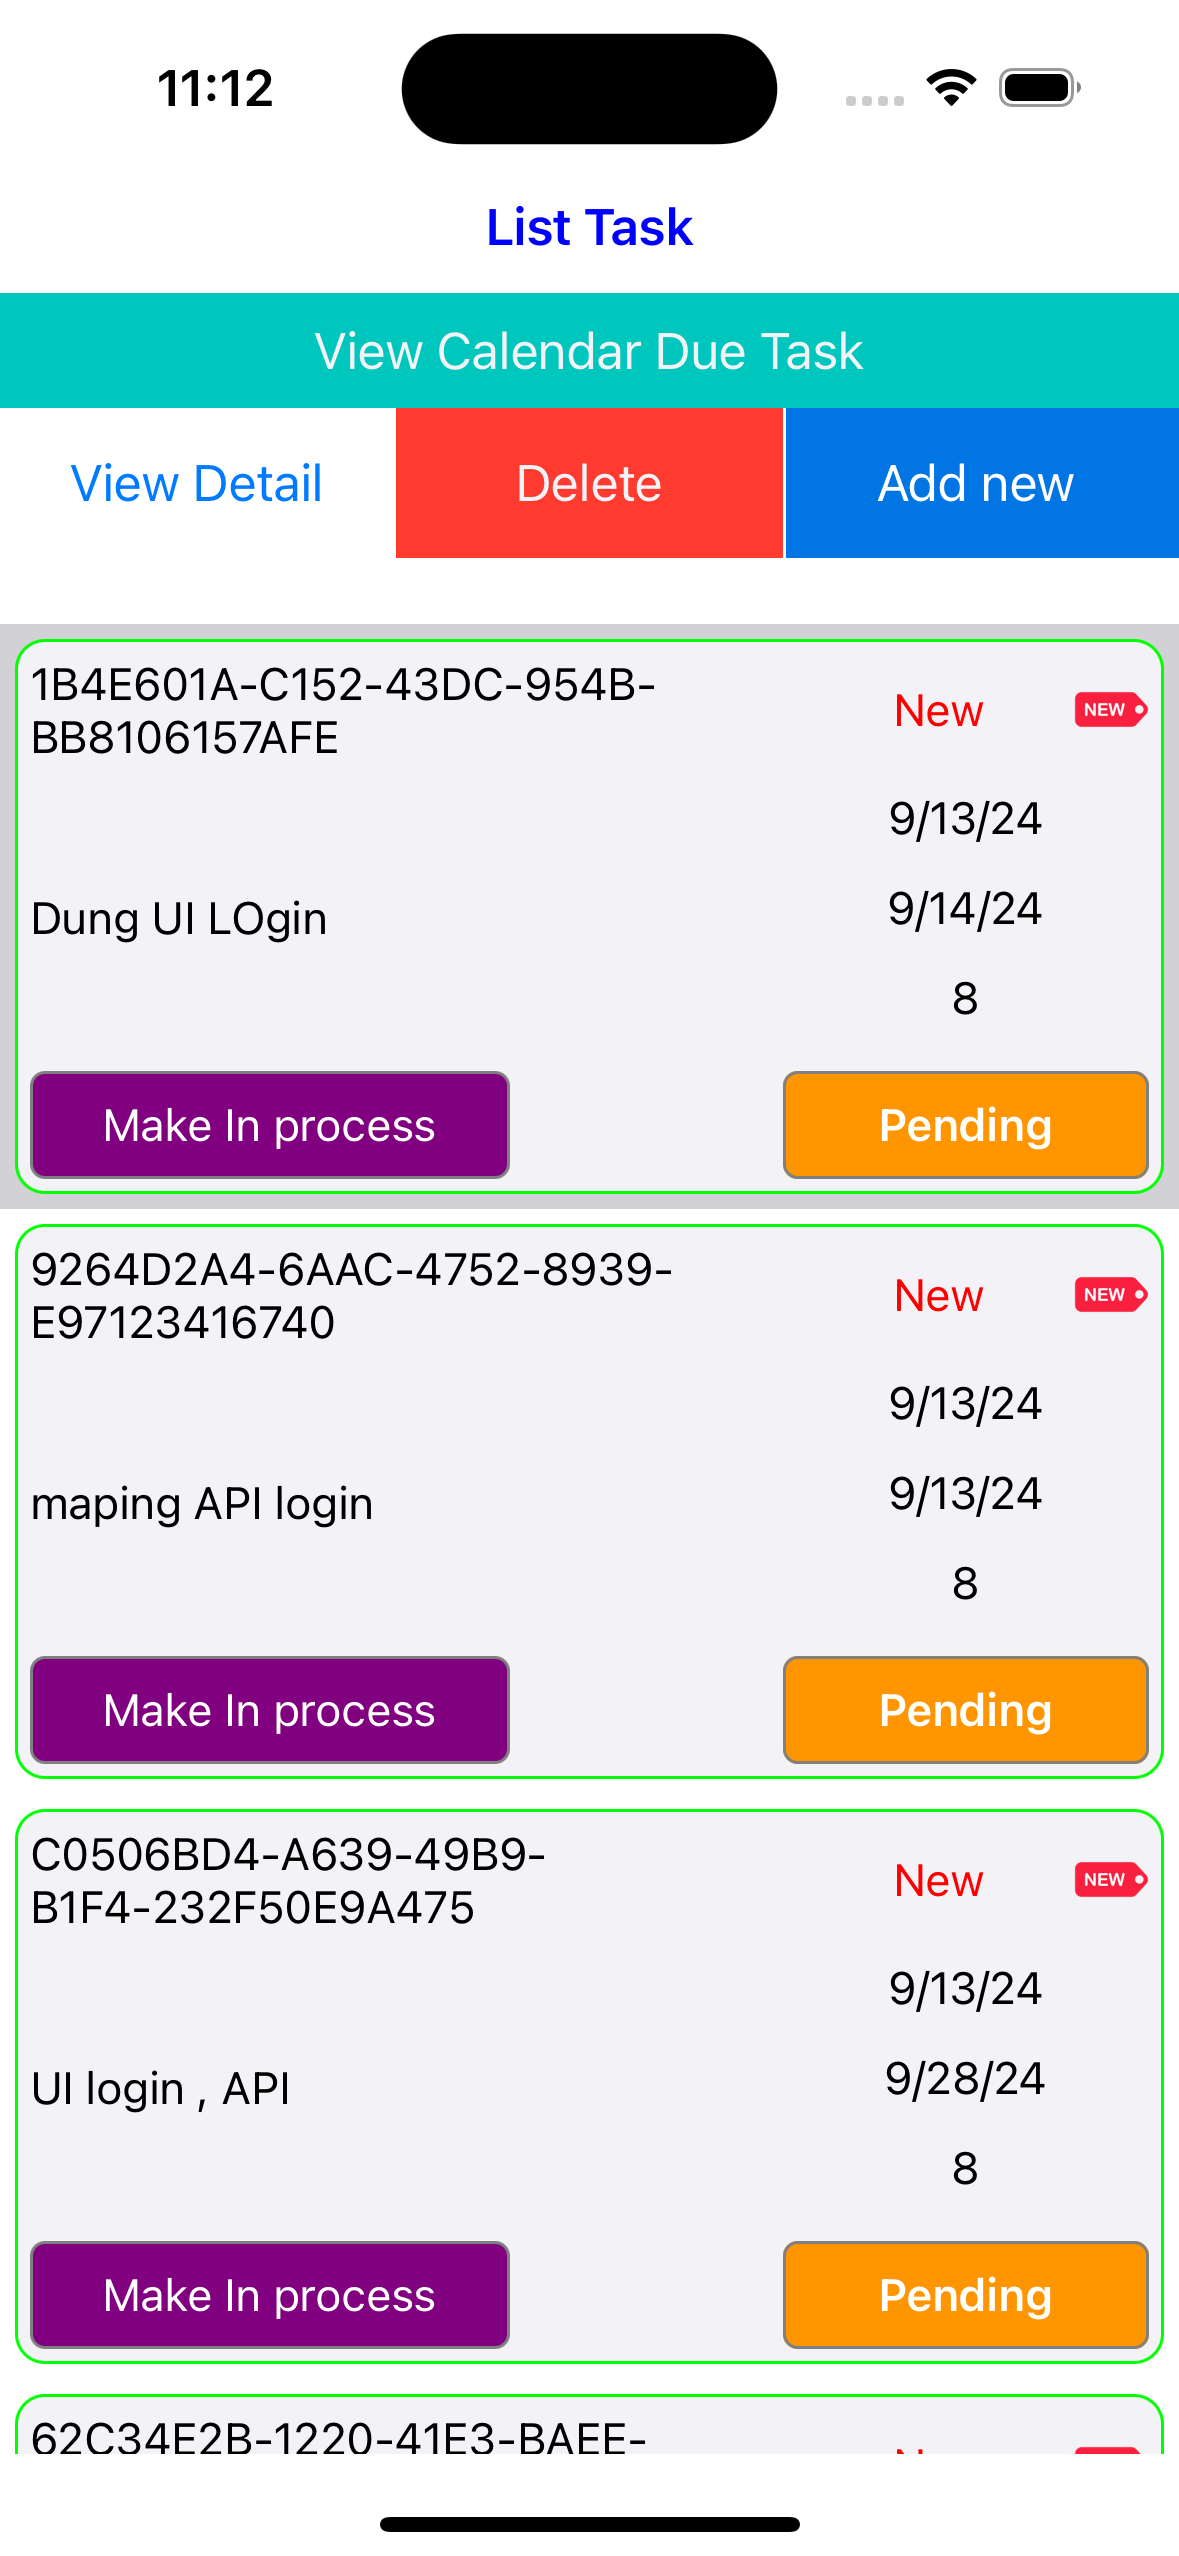 11:12
List Task
View Calendar Due Task
View Detail
Delete
Add new
1B4E601A-C152-43DC-954B-
BB8106157AFE
New
NEW
9/13/24
9/14/24
Dung UI LOgin
8
Make In process
Pending
9264D2A4-6AAC-4752-8939-
E97123416740
New
NEW
9/13/24
9/13/24
maping API login
8
Make In process
Pending
C0506BD4-A639-49B9-
B1F4-232F50E9A475
New
NEW
9/13/24
9/28/24
UI login , API
8
Make In process
Pending
62C34E2B-1220-41E3-BAEE-